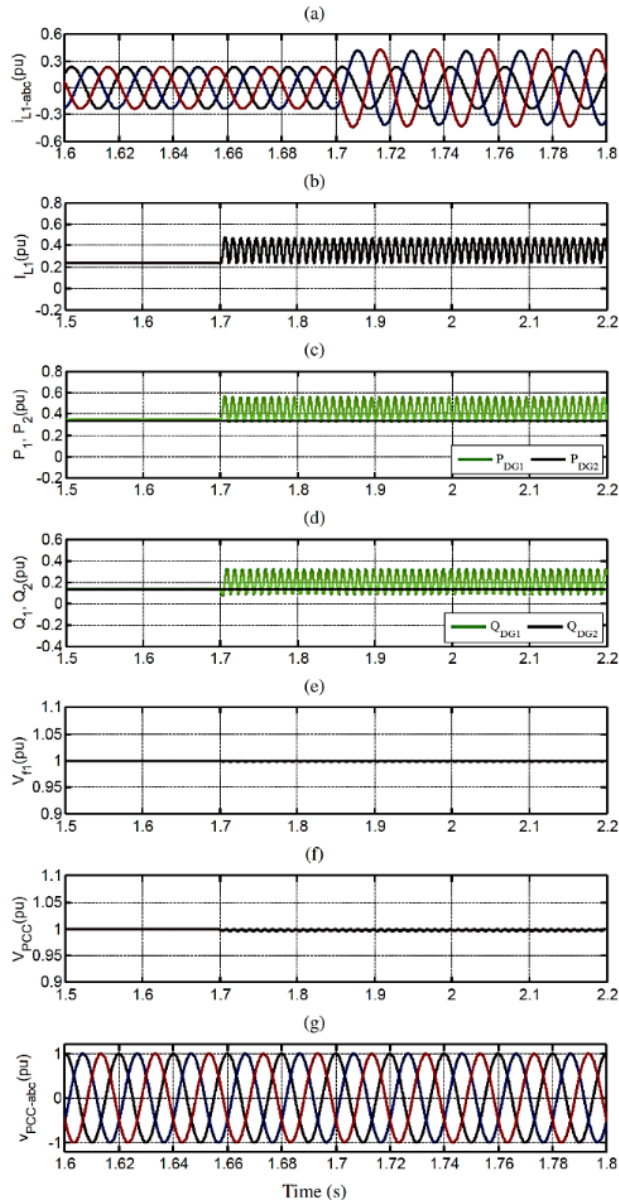 (a)
i_L1-abc(pu)
0.6
0.3
0
-0.3
-0.6
1.6 1.62 1.64 1.66 1.68 1.7 1.72 1.74 1.76 1.78 1.8
(b)
I_L1(pu)
0.8
0.6
0.4
0.2
0
-0.2
1.5 1.6 1.7 1.8 1.9 2 2.1 2.2
(c)
P_1, P_2(pu)
0.8
0.6
0.4
0.2
0
-0.2
P_DG1 P_DG2
1.5 1.6 1.7 1.8 1.9 2 2.1 2.2
(d)
Q_1, Q_2(pu)
0.6
0.4
0.2
0
-0.2
-0.4
Q_DG1 Q_DG2
1.5 1.6 1.7 1.8 1.9 2 2.1 2.2
(e)
V_f1(pu)
1.1
1.05
1
0.95
0.9
1.5 1.6 1.7 1.8 1.9 2 2.1 2.2
(f)
V_PCC(pu)
1.1
1.05
1
0.95
0.9
1.5 1.6 1.7 1.8 1.9 2 2.1 2.2
(g)
v_PCC-abc(pu)
1
0
-1
1.6 1.62 1.64 1.66 1.68 1.7 1.72 1.74 1.76 1.78 1.8
Time (s)